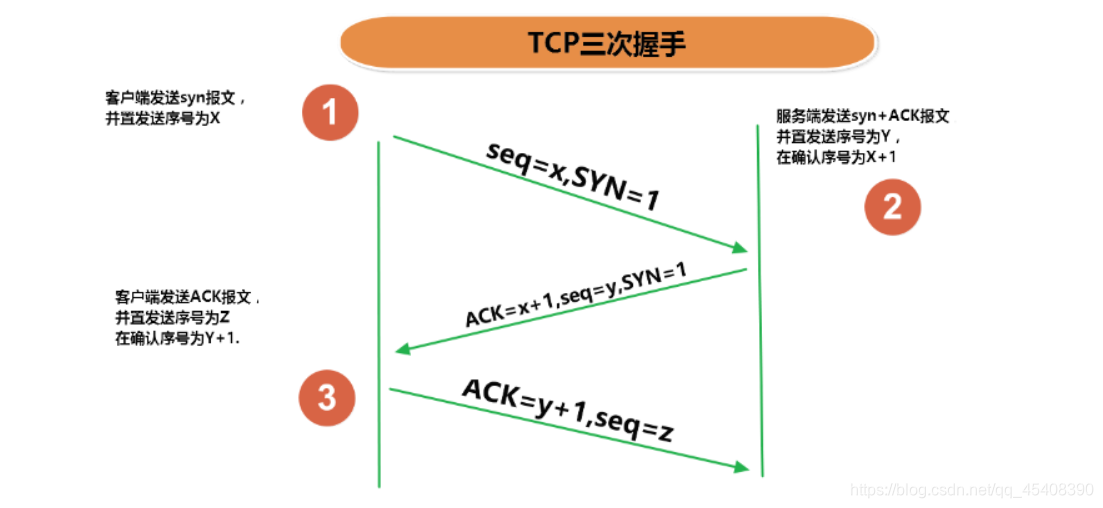 TCP三次握手
客户端发送syn报文，
并置发送序号为X
1
服务端发送syn+ACK报文
并置发送序号为Y，
在确认序号为X+1
2
seq=x,SYN=1
ACK=x+1,seq=y,SYN=1
客户端发送ACK报文，
并置发送序号为Z
在确认序号为Y+1.
3
ACK=y+1,seq=z
https://blog.csdn.net/qq_45408390